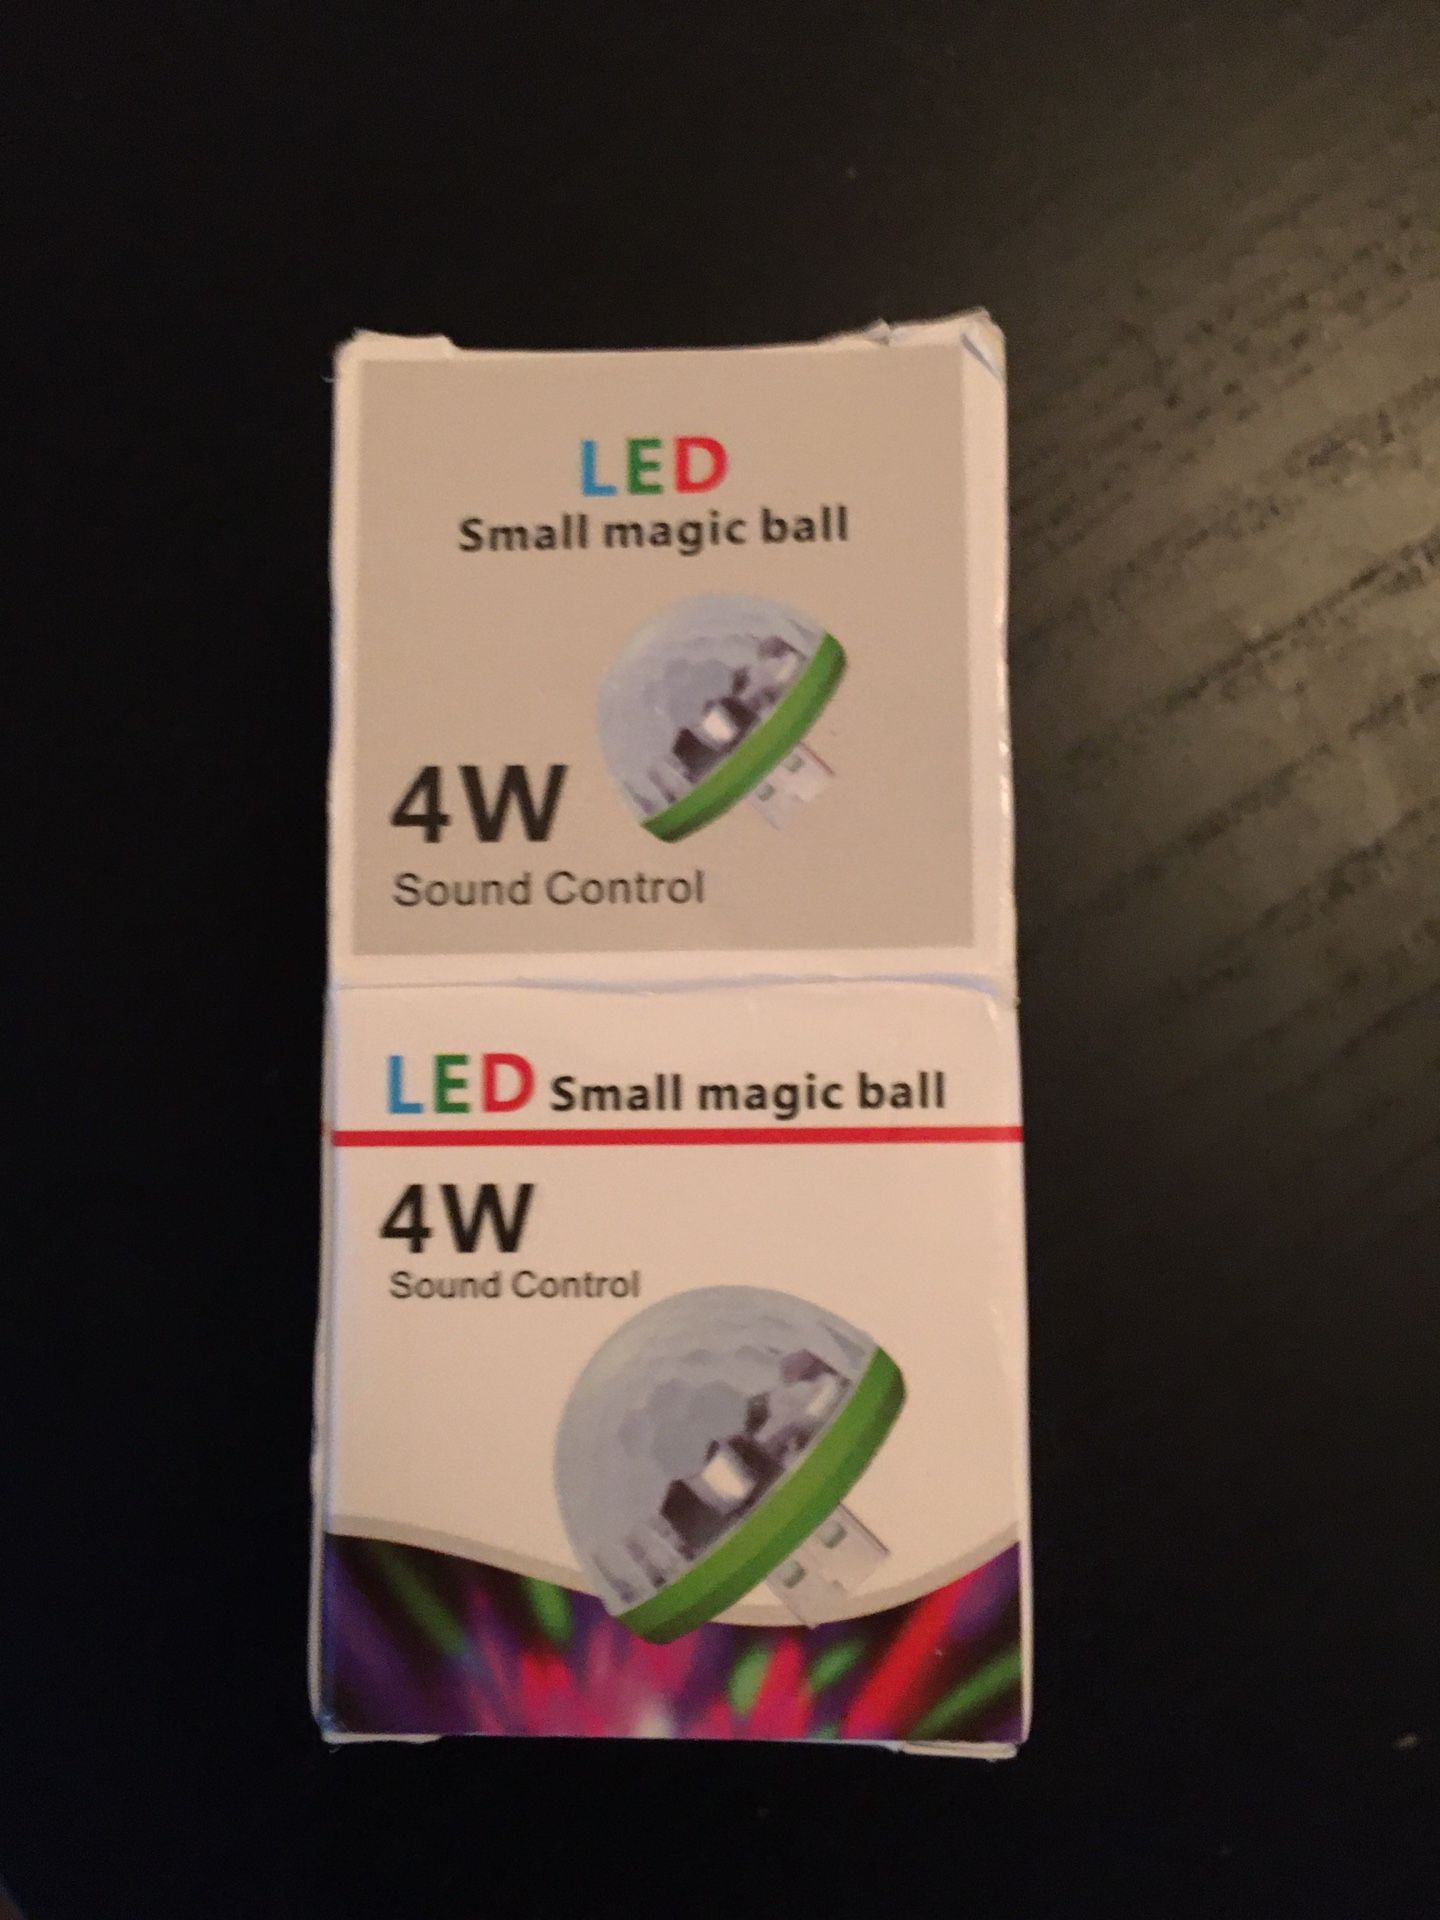 LED
Small magic ball
4W
Sound Control
LED Small magic ball
4W
Sound Control